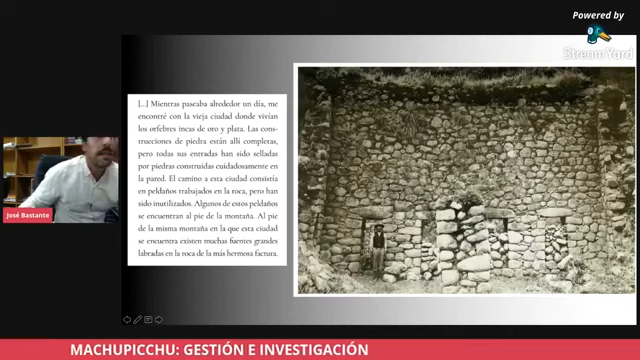 Powered by
StreamYard
[...] Mientras paseaba alrededor un día, me
encontré con la vieja ciudad donde vivían
los orfebres incas de oro y plata. Las cons-
trucciones de piedra están allí completas,
pero todas sus entradas han sido selladas
por piedras construidas cuidadosamente en
la pared. El camino a esta ciudad consistía
en peldaños trabajados en la roca, pero han
sido inutilizados. Algunos de estos peldaños
se encuentran al pie de la montaña. Al pie
de la misma montaña en la que esta ciudad
se encuentra existen muchas fuentes grandes
labradas en la roca de la más hermosa factura.
José Bastante
MACHUPICCHU: GESTIÓN E INVESTIGACIÓN